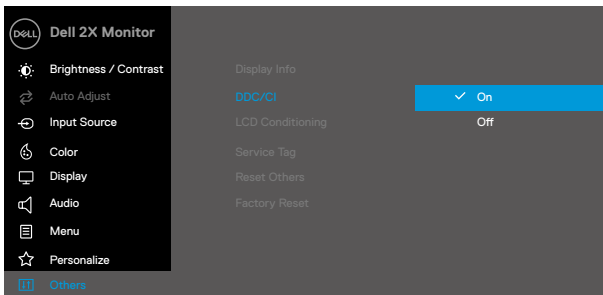 DELL Dell 2X Monitor
Brightness / Contrast Display Info
Auto Adjust DDC/CI On
Input Source LCD Conditioning Off
Color Service Tag
Display Reset Others
Audio Factory Reset
Menu
Personalize
Others